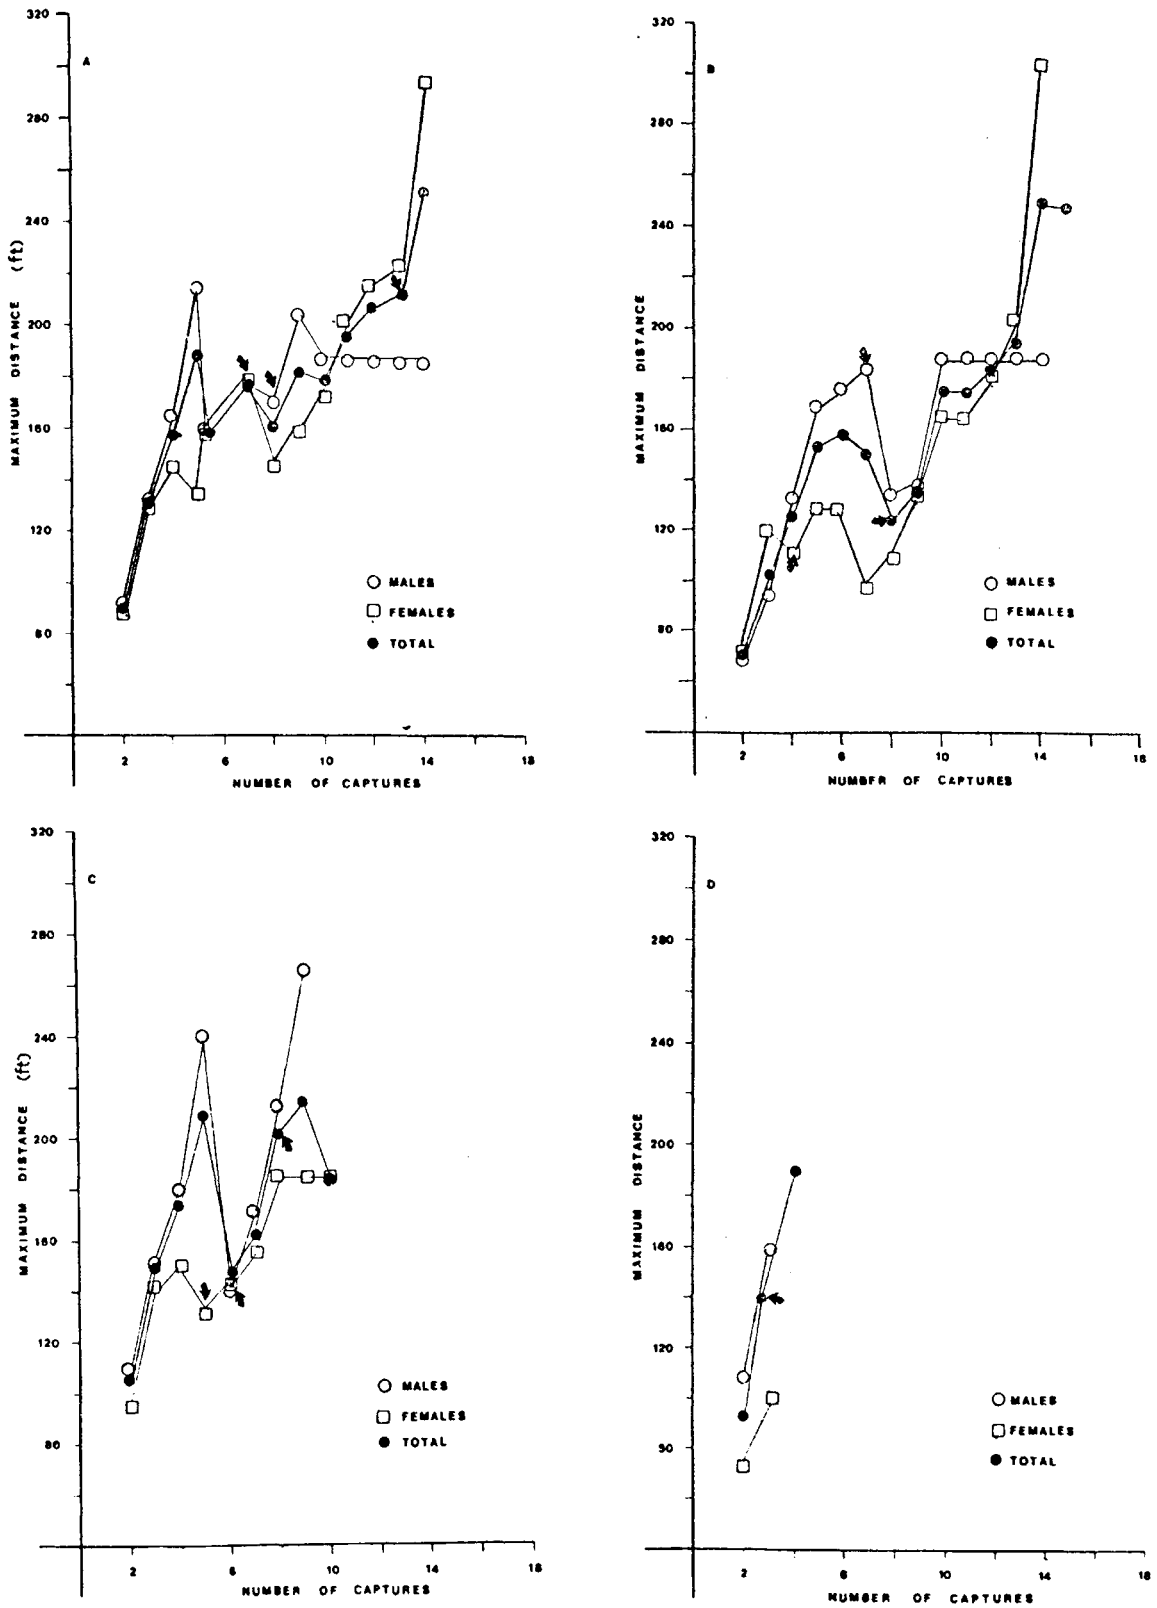 320
A
280
240
200
160
120
80
MAXIMUM DISTANCE (ft)
MALES
FEMALES
TOTAL
2 6 10 14 18
NUMBER OF CAPTURES
320
B
280
240
200
160
120
80
MAXIMUM DISTANCE
MALES
FEMALES
TOTAL
2 6 10 14 18
NUMBER OF CAPTURES
320
C
280
240
200
160
120
80
MAXIMUM DISTANCE (ft)
MALES
FEMALES
TOTAL
2 6 10 14 18
NUMBER OF CAPTURES
320
D
280
240
200
160
120
MAXIMUM DISTANCE
MALES
FEMALES
TOTAL
2 6 10 14 18
NUMBER OF CAPTURES